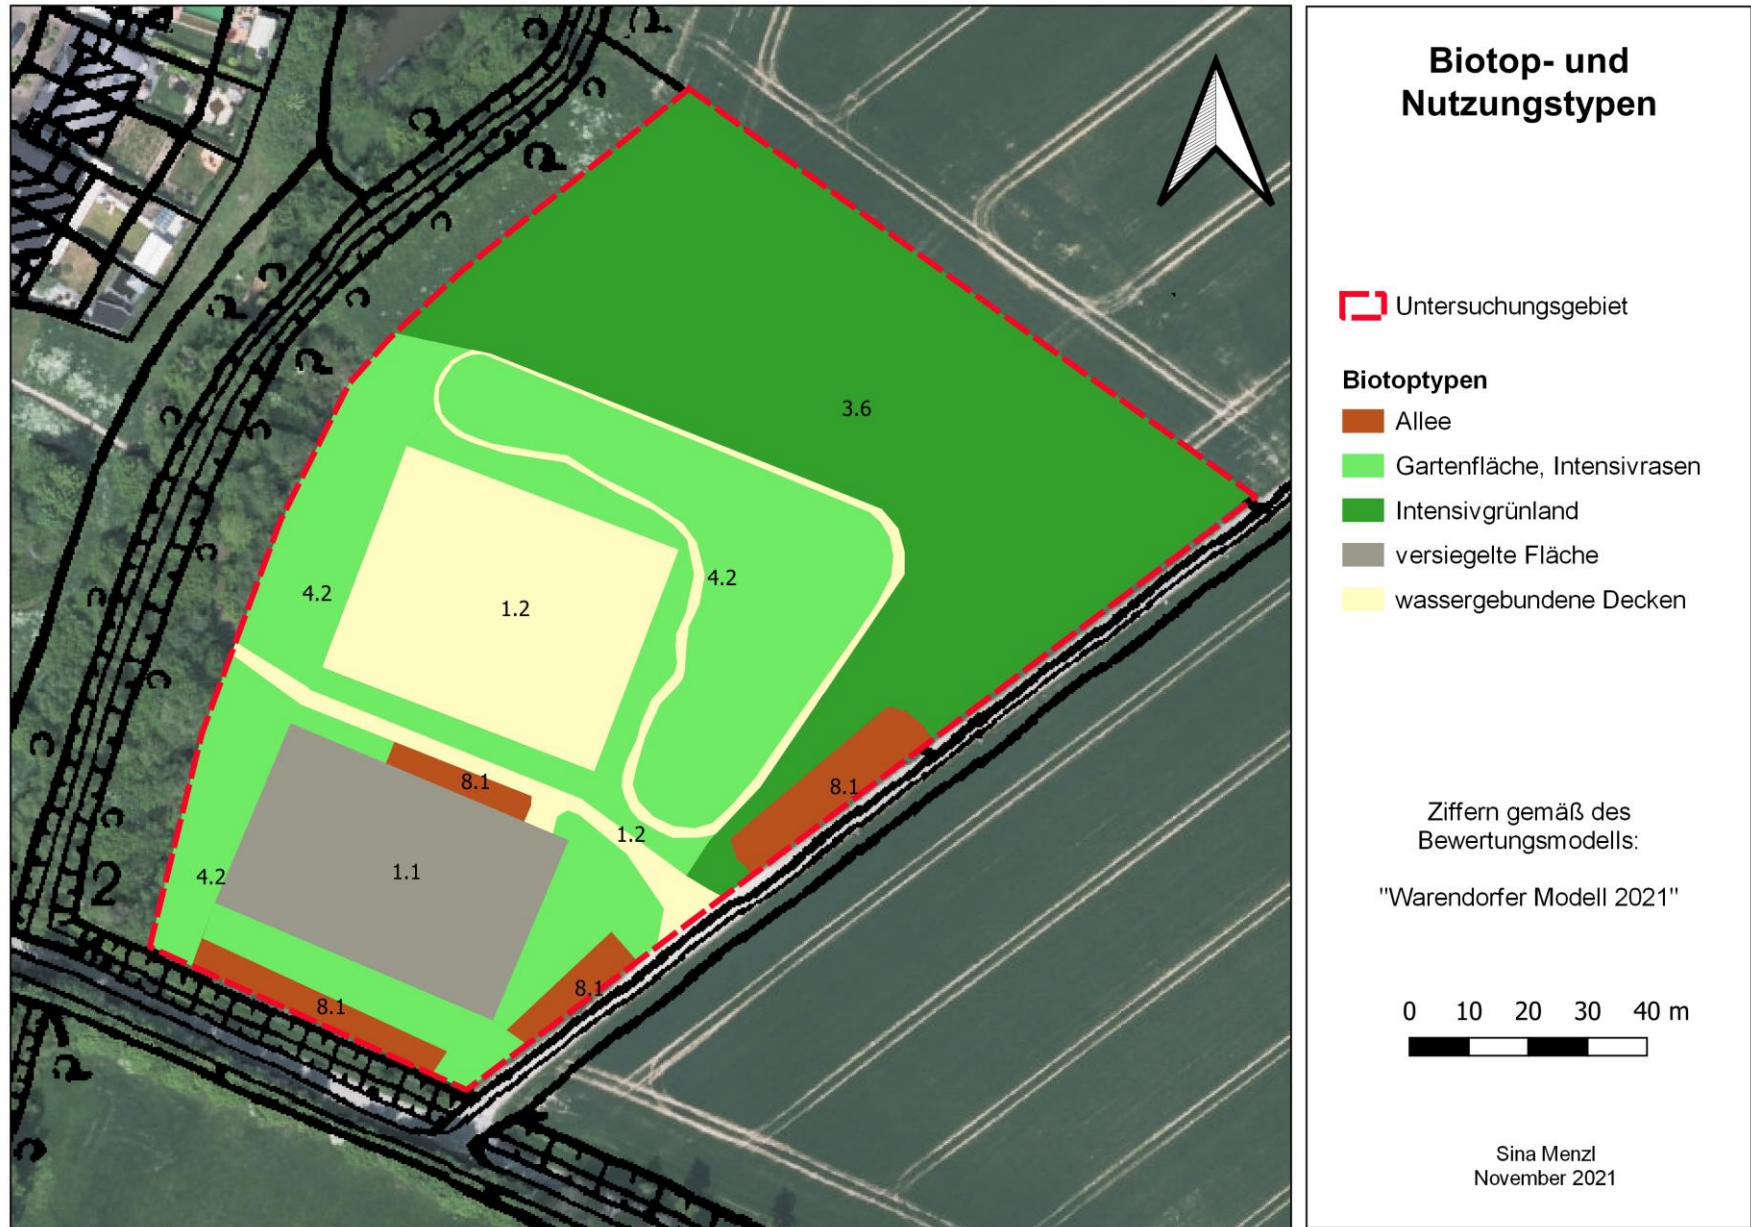 Biotop- und
Nutzungstypen
Untersuchungsgebiet
Biotoptypen
Allee
Gartenfläche, Intensivrasen
Intensivgrünland
versiegelte Fläche
wassergebundene Decken
Ziffern gemäß des
Bewertungsmodells:
"Warendorfer Modell 2021"
0 10 20 30 40 m
Sina Menzl
November 2021
3.6
4.2
4.2
1.2
8.1
8.1
1.2
4.2
1.1
8.1
8.1
2